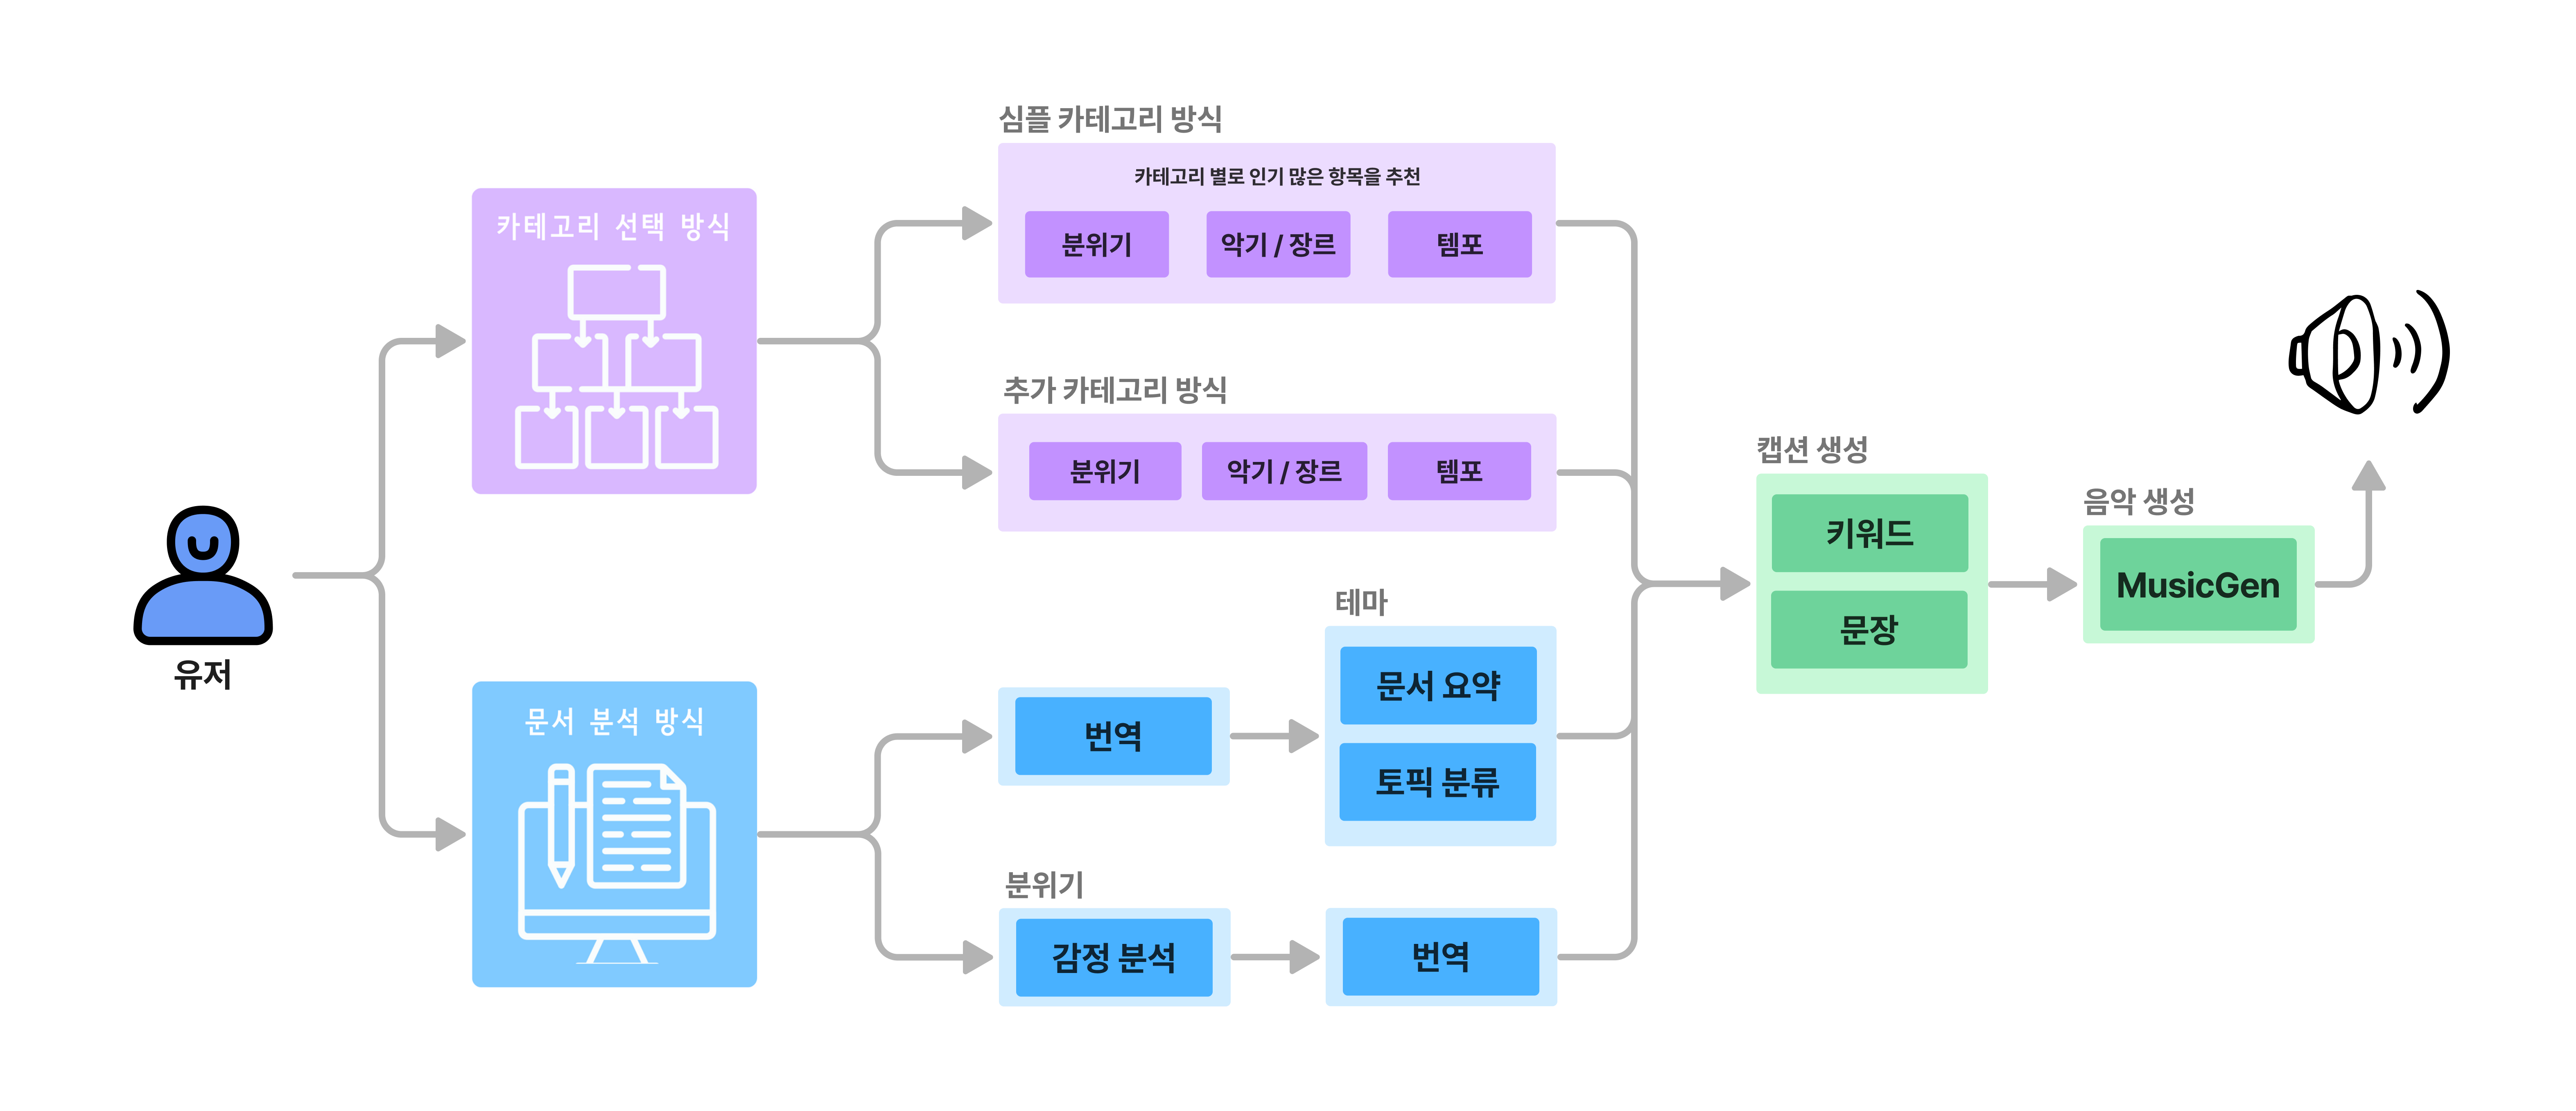 유저
카테고리 선택 방식
문서 분석 방식
심플 카테고리 방식
카테고리 별로 인기 많은 항목을 추천
분위기
악기 / 장르
템포
추가 카테고리 방식
분위기
악기 / 장르
템포
번역
테마
문서 요약
토픽 분류
분위기
감정 분석
번역
캡션 생성
키워드
문장
음악 생성
MusicGen